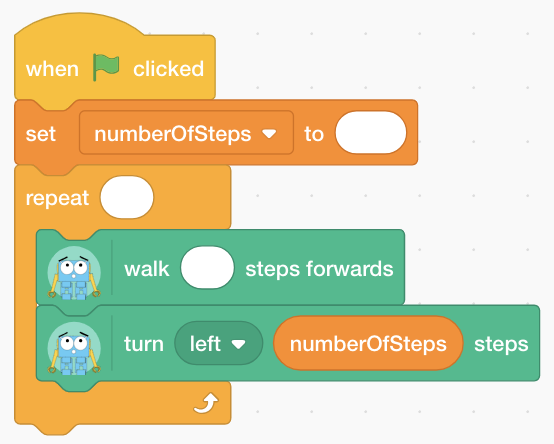 when clicked
set numberOfSteps to
repeat
walk steps forwards
turn left numberOfSteps steps